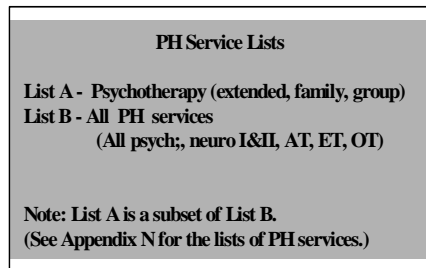 PH Service Lists
List A - Psychotherapy (extended, family, group)
List B - All PH services
(All psych;, neuro I&II, AT, ET, OT)
Note: List A is a subset of List B.
(See Appendix N for the lists of PH services.)